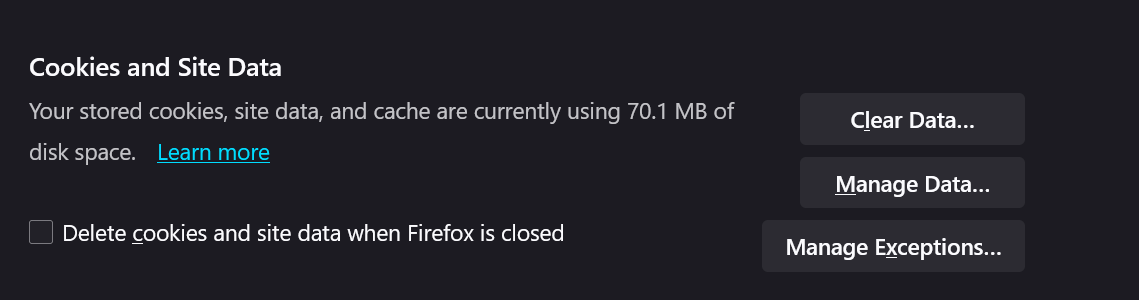 Cookies and Site Data
Your stored cookies, site data, and cache are currently using 70.1 MB of
disk space. Learn more
Clear Data...
Manage Data...
Delete cookies and site data when Firefox is closed
Manage Exceptions...